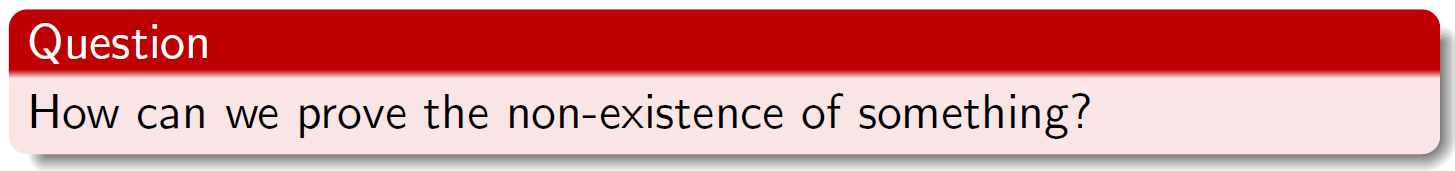 Question
How can we prove the non-existence of something?